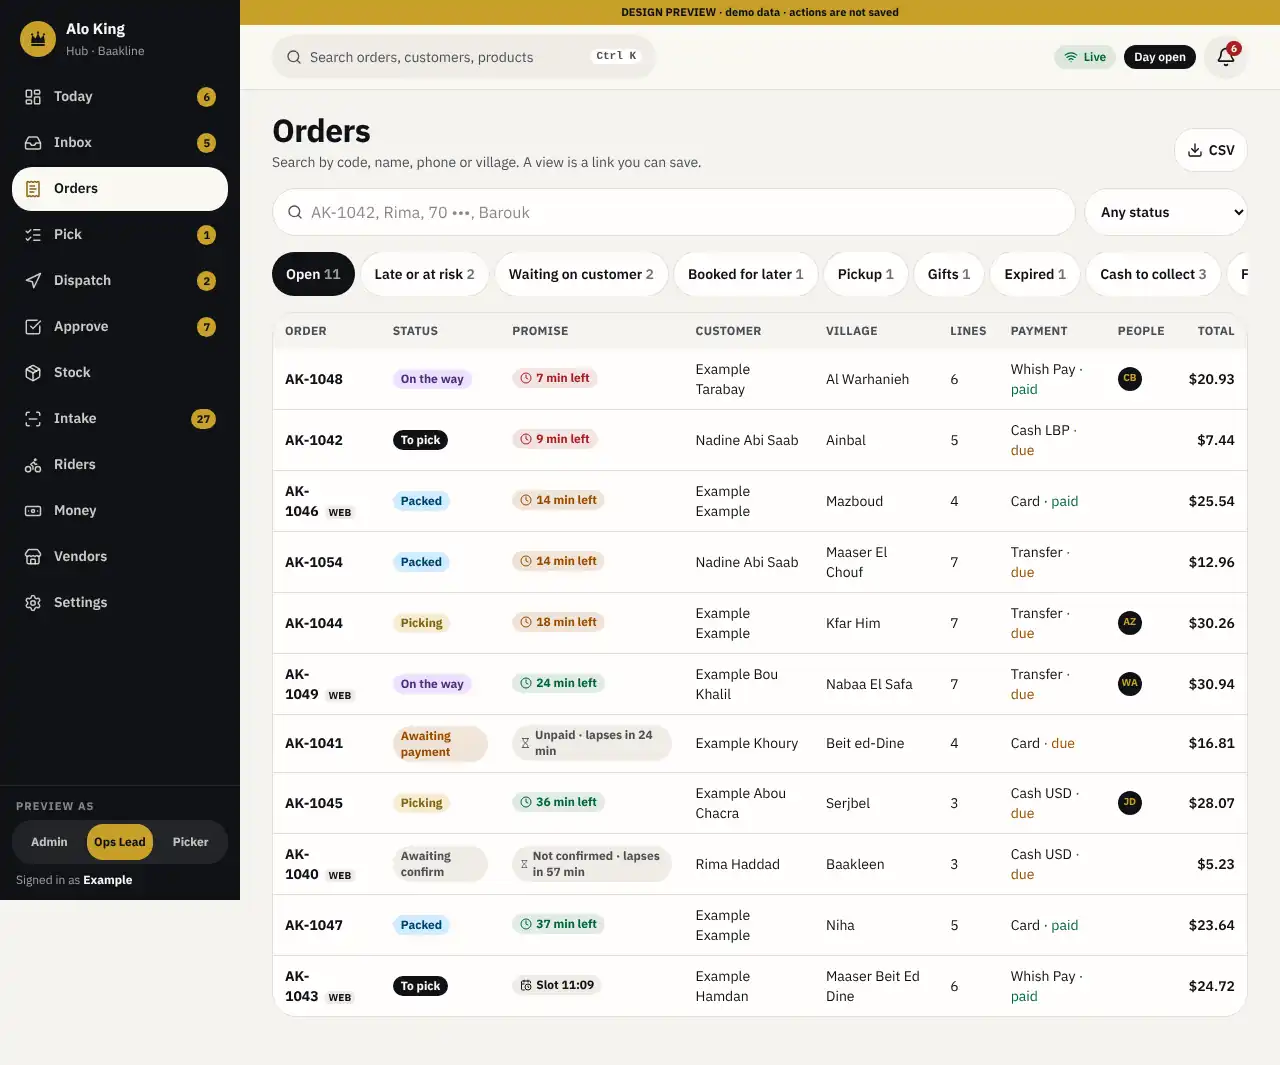 DESIGN PREVIEW · demo data · actions are not saved
Alo King
Hub · Baakline
Today 6
Inbox 5
Orders
Pick 1
Dispatch 2
Approve 7
Stock
Intake 27
Riders
Money
Vendors
Settings
PREVIEW AS
Admin Ops Lead Picker
Signed in as Example
Search orders, customers, products Ctrl K
Live
Day open
6
Orders
Search by code, name, phone or village. A view is a link you can save.
CSV
AK-1042, Rima, 70 •••, Barouk
Any status
Open 11 Late or at risk 2 Waiting on customer 2 Booked for later 1 Pickup 1 Gifts 1 Expired 1 Cash to collect 3 F
ORDER STATUS PROMISE CUSTOMER VILLAGE LINES PAYMENT PEOPLE TOTAL
AK-1048 On the way 7 min left Example Tarabay Al Warhanieh 6 Whish Pay · paid CB $20.93
AK-1042 To pick 9 min left Nadine Abi Saab Ainbal 5 Cash LBP · due $7.44
AK-1046 WEB Packed 14 min left Example Example Mazboud 4 Card · paid $25.54
AK-1054 Packed 14 min left Nadine Abi Saab Maaser El Chouf 7 Transfer · due $12.96
AK-1044 Picking 18 min left Example Example Kfar Him 7 Transfer · due AZ $30.26
AK-1049 WEB On the way 24 min left Example Bou Khalil Nabaa El Safa 7 Transfer · due WA $30.94
AK-1041 Awaiting payment Unpaid · lapses in 24 min Example Khoury Beit ed-Dine 4 Card · due $16.81
AK-1045 Picking 36 min left Example Abou Chacra Serjbel 3 Cash USD · due JD $28.07
AK-1040 WEB Awaiting confirm Not confirmed · lapses in 57 min Rima Haddad Baakleen 3 Cash USD · due $5.23
AK-1047 Packed 37 min left Example Example Niha 5 Card · paid $23.64
AK-1043 WEB To pick Slot 11:09 Example Hamdan Maaser Beit Ed Dine 6 Whish Pay · paid $24.72